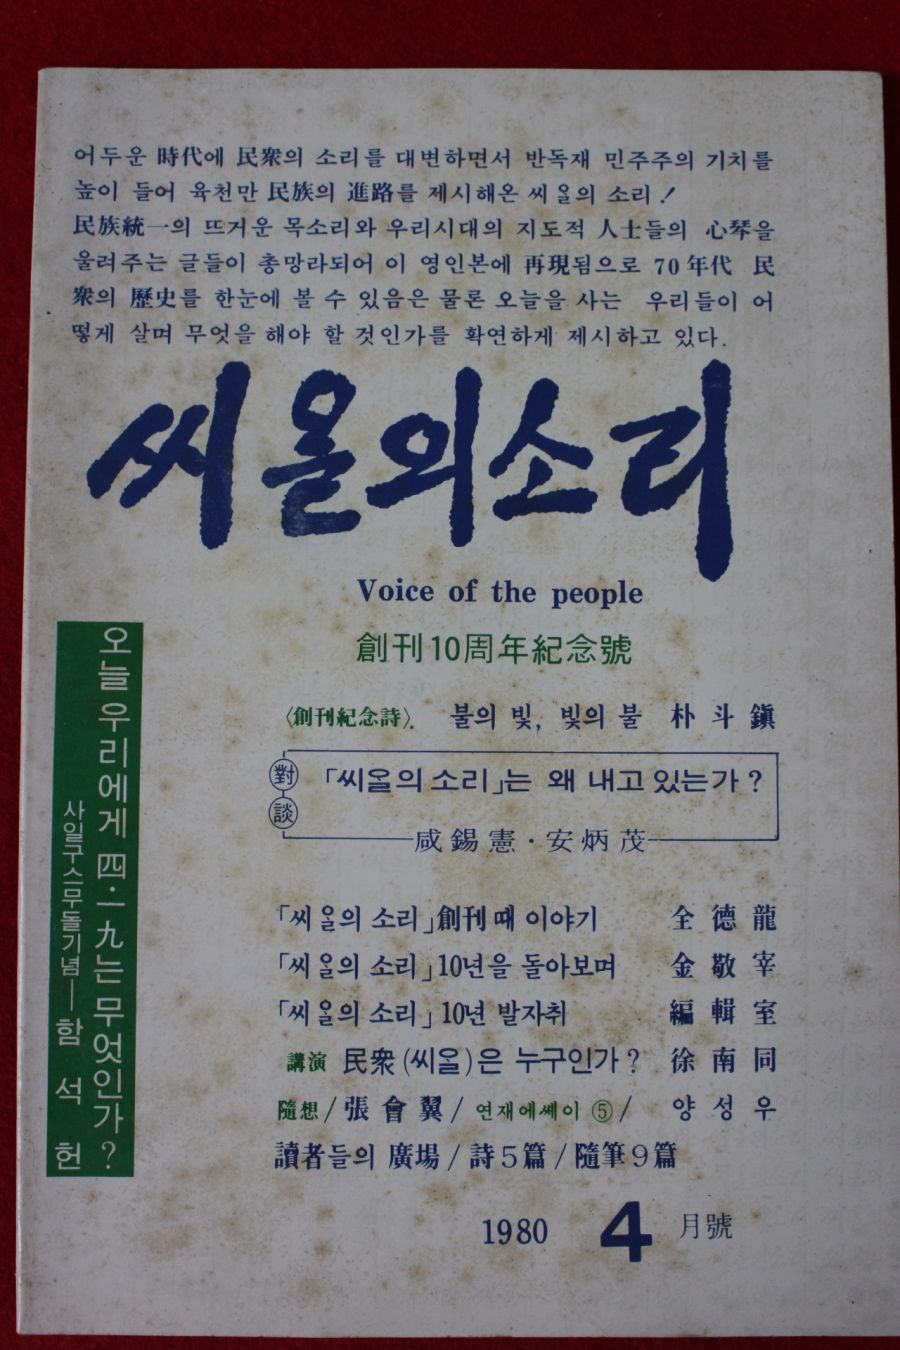 어두운 時代에 民衆의 소리를 대변하면서 반독재 민주주의 기치를
높이 들어 육천만 民族의 進路를 제시해온 씨올의 소리!
民族統一의 뜨거운 목소리와 우리시대의 지도적 人士들의 心琴을
울려주는 글들이 총망라되어 이 영인본에 再現됨으로 70年代 民
衆의 歷史를 한눈에 볼 수 있음은 물론 오늘을 사는 우리들이 어
떻게 살며 무엇을 해야 할 것인가를 확연하게 제시하고 있다.
씨올의소리
Voice of the people
創刊10周年紀念號
〈創刊紀念詩〉. 불의 빛, 빛의 불 朴斗鎭
對談
「씨올의 소리」는 왜 내고 있는가?
咸錫憲·安炳茂
「씨올의 소리」創刊때 이야기 全德龍
「씨올의 소리」10년을 돌아보며 金敬宰
「씨올의 소리」10년 발자취 編輯室
講演 民衆(씨올)은 누구인가? 徐南同
隨想/張會翼/연재에쎄이⑤/ 양성우
讀者들의 廣場/詩5篇/隨筆9篇
1980 4 月號
오늘 우리에게 四·一九는 무엇인가?
사일구스무돌기념—함석헌